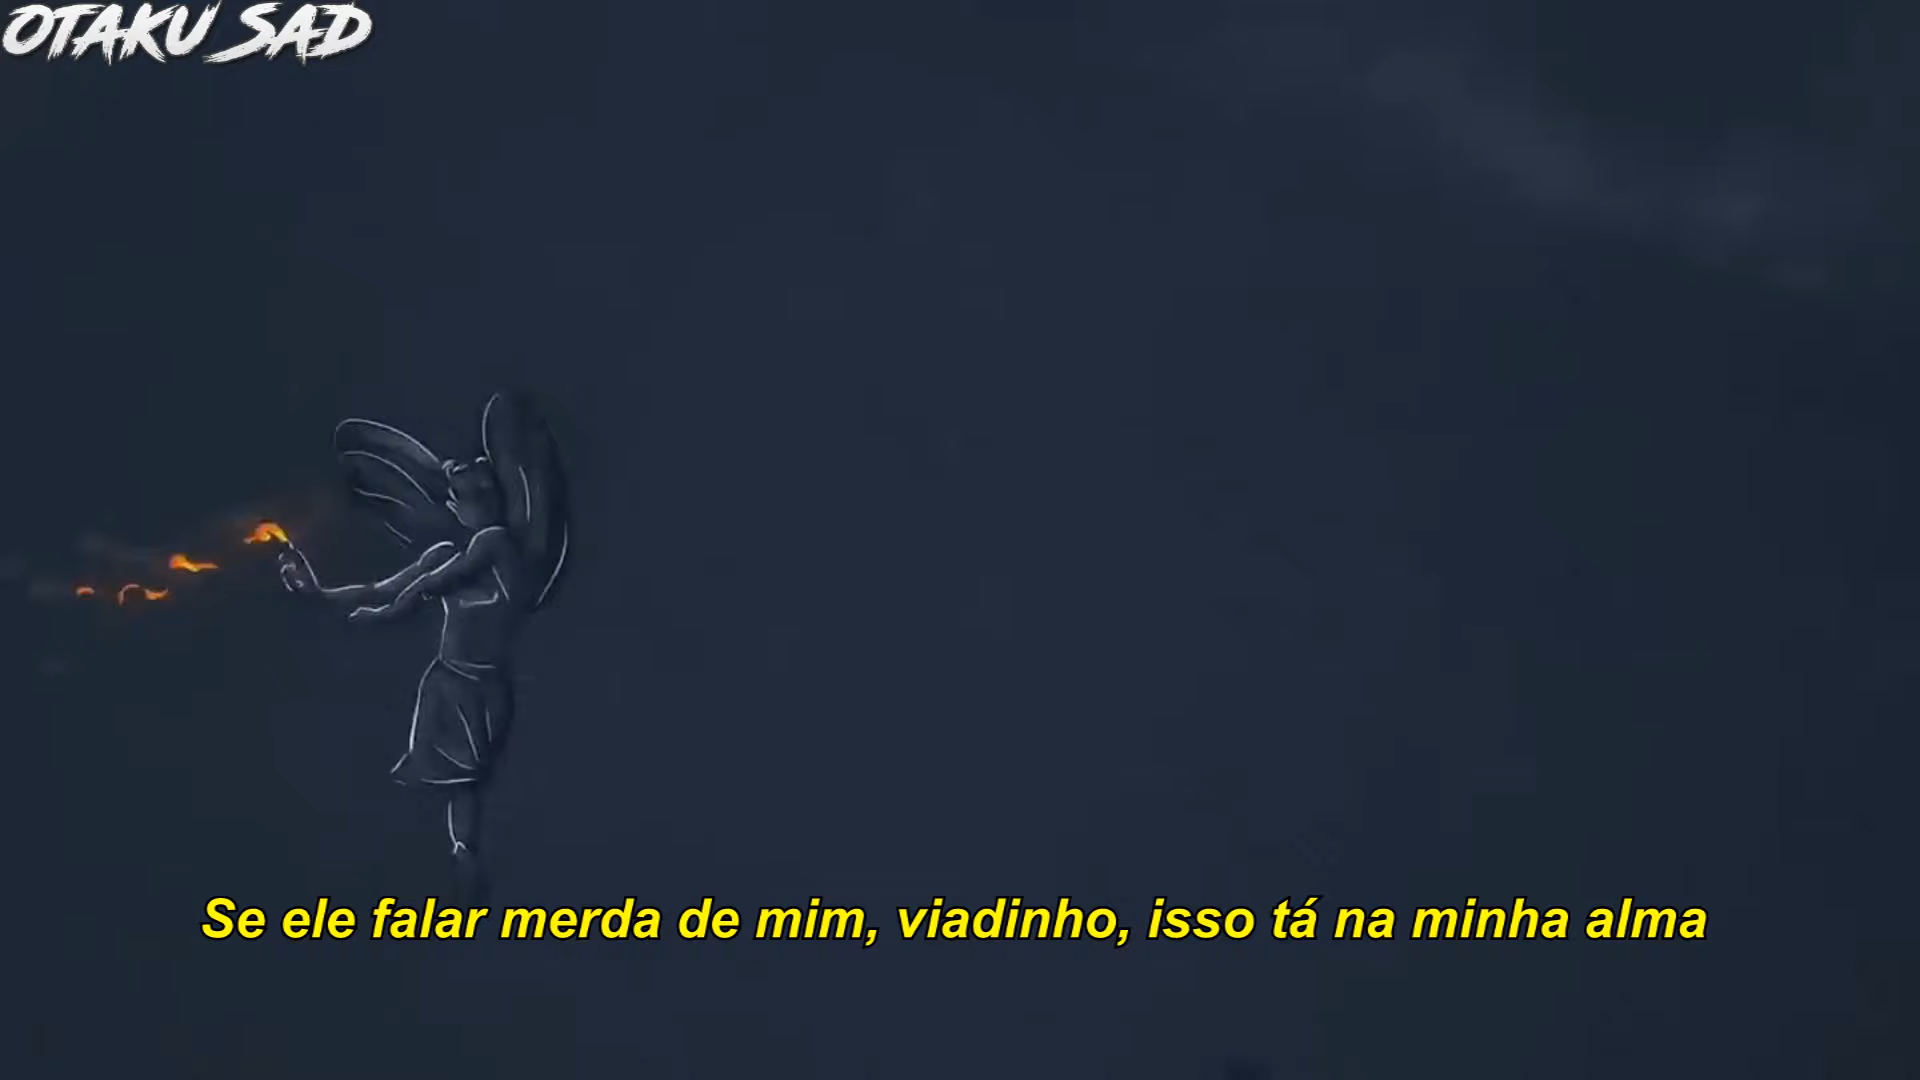 OTAKU SAD
Se ele falar merda de mim, viadinho, isso tá na minha alma